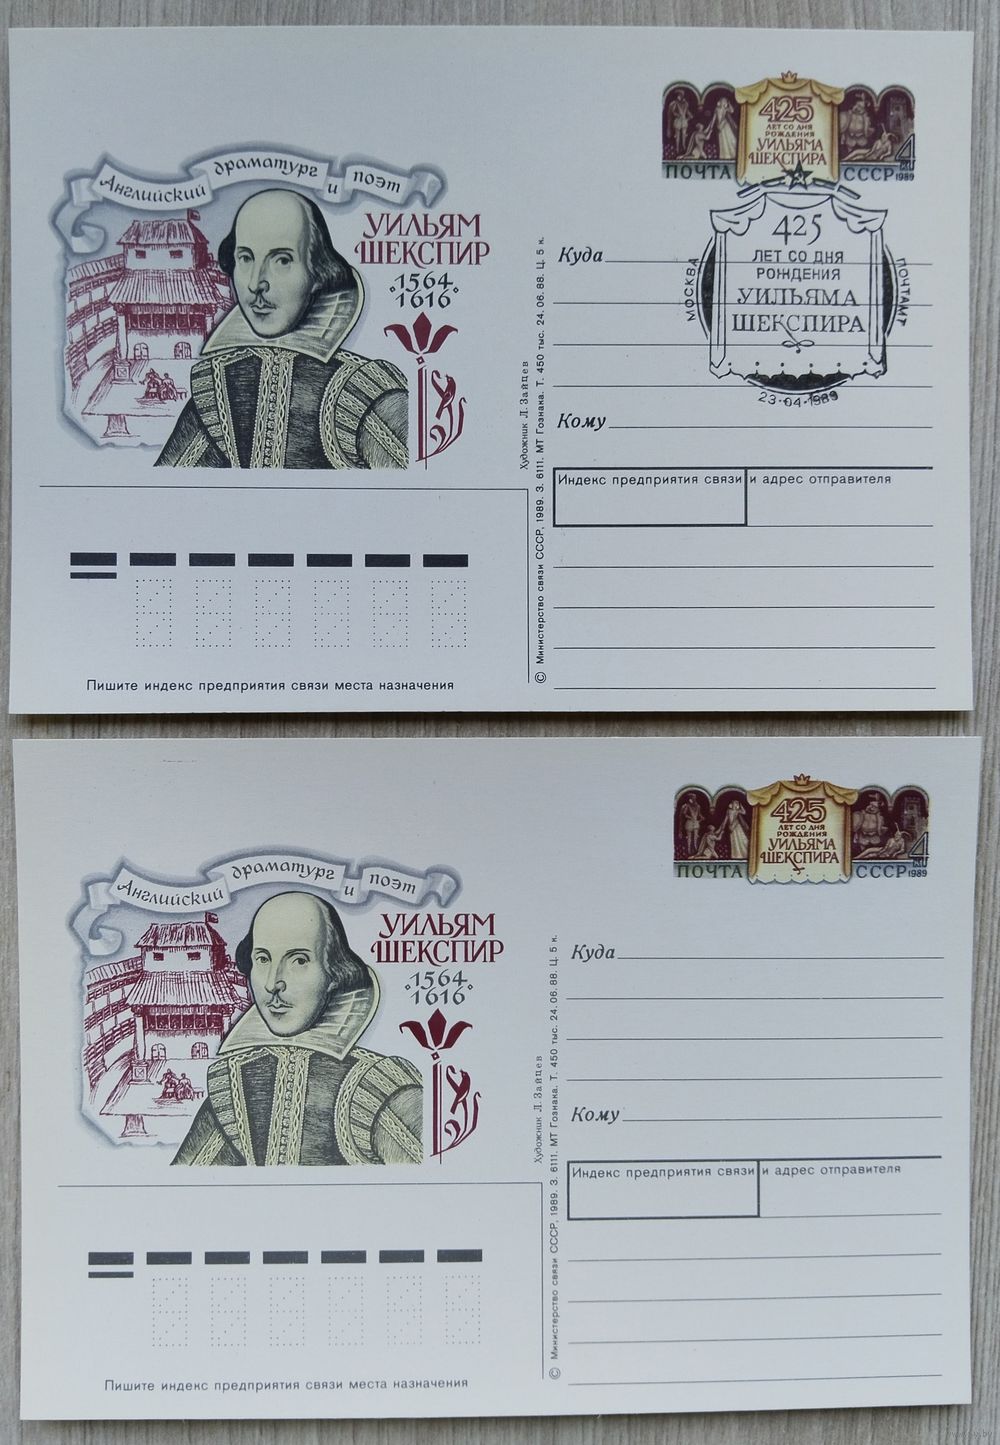 Английский драматург и поэт
УИЛЬЯМ
ШЕКСПИР
1564
1616
425
ЛЕТ СО ДНЯ
РОЖДЕНИЯ
УИЛЬЯМА
ШЕКСПИРА
ПОЧТА СССР 1989
4 К
МОСКВА ПОЧТАМТ
425
ЛЕТ СО ДНЯ
РОЖДЕНИЯ
УИЛЬЯМА
ШЕКСПИРА
23-04-1989
Куда
Кому
Индекс предприятия связи и адрес отправителя
Художник Л. Зайцев
© Министерство связи СССР, 1989. З. 6111. МТ Гознака. Т. 450 тыс. 24. 06. 88. Ц. 5 к.
Пишите индекс предприятия связи места назначения
Английский драматург и поэт
УИЛЬЯМ
ШЕКСПИР
1564
1616
425
ЛЕТ СО ДНЯ
РОЖДЕНИЯ
УИЛЬЯМА
ШЕКСПИРА
ПОЧТА СССР 1989
4 К
Куда
Кому
Индекс предприятия связи и адрес отправителя
Художник Л. Зайцев
© Министерство связи СССР, 1989. З. 6111. МТ Гознака. Т. 450 тыс. 24. 06. 88. Ц. 5 к.
Пишите индекс предприятия связи места назначения